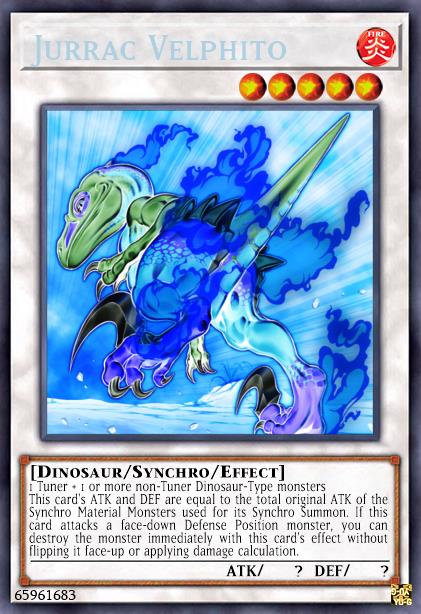 Jurrac Velphito
FIRE
炎
[Dinosaur/Synchro/Effect]
1 Tuner + 1 or more non-Tuner Dinosaur-Type monsters
This card's ATK and DEF are equal to the total original ATK of the
Synchro Material Monsters used for its Synchro Summon. If this
card attacks a face-down Defense Position monster, you can
destroy the monster immediately with this card's effect without
flipping it face-up or applying damage calculation.
ATK/ ? DEF/ ?
65961683